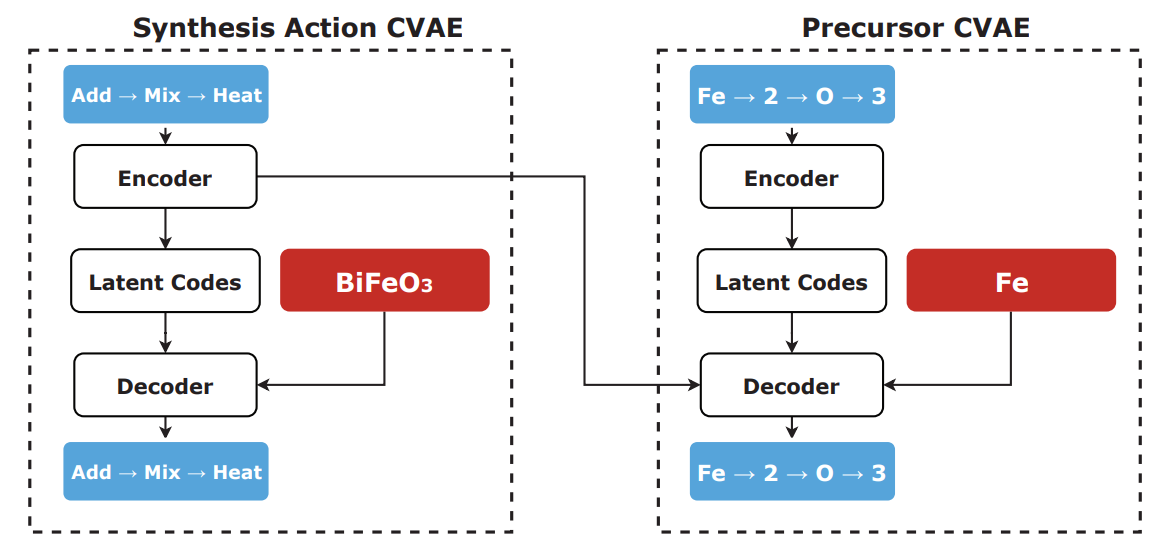 Synthesis Action CVAE
Add → Mix → Heat
Encoder
Latent Codes
BiFeO₃
Decoder
Add → Mix → Heat
Precursor CVAE
Fe → 2 → O → 3
Encoder
Latent Codes
Fe
Decoder
Fe → 2 → O → 3